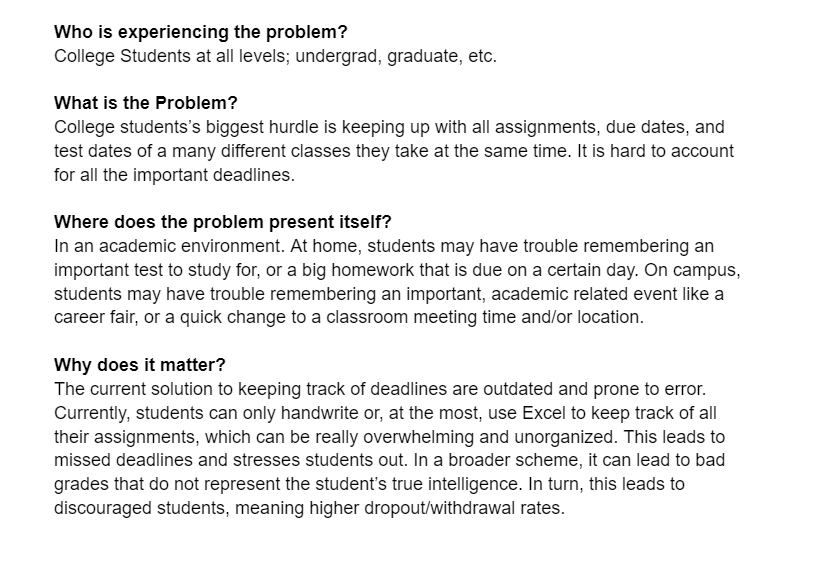 Who is experiencing the problem?
College Students at all levels; undergrad, graduate, etc.
What is the Problem?
College students’s biggest hurdle is keeping up with all assignments, due dates, and
test dates of a many different classes they take at the same time. It is hard to account
for all the important deadlines.
Where does the problem present itself?
In an academic environment. At home, students may have trouble remembering an
important test to study for, or a big homework that is due on a certain day. On campus,
students may have trouble remembering an important, academic related event like a
career fair, or a quick change to a classroom meeting time and/or location.
Why does it matter?
The current solution to keeping track of deadlines are outdated and prone to error.
Currently, students can only handwrite or, at the most, use Excel to keep track of all
their assignments, which can be really overwhelming and unorganized. This leads to
missed deadlines and stresses students out. In a broader scheme, it can lead to bad
grades that do not represent the student’s true intelligence. In turn, this leads to
discouraged students, meaning higher dropout/withdrawal rates.